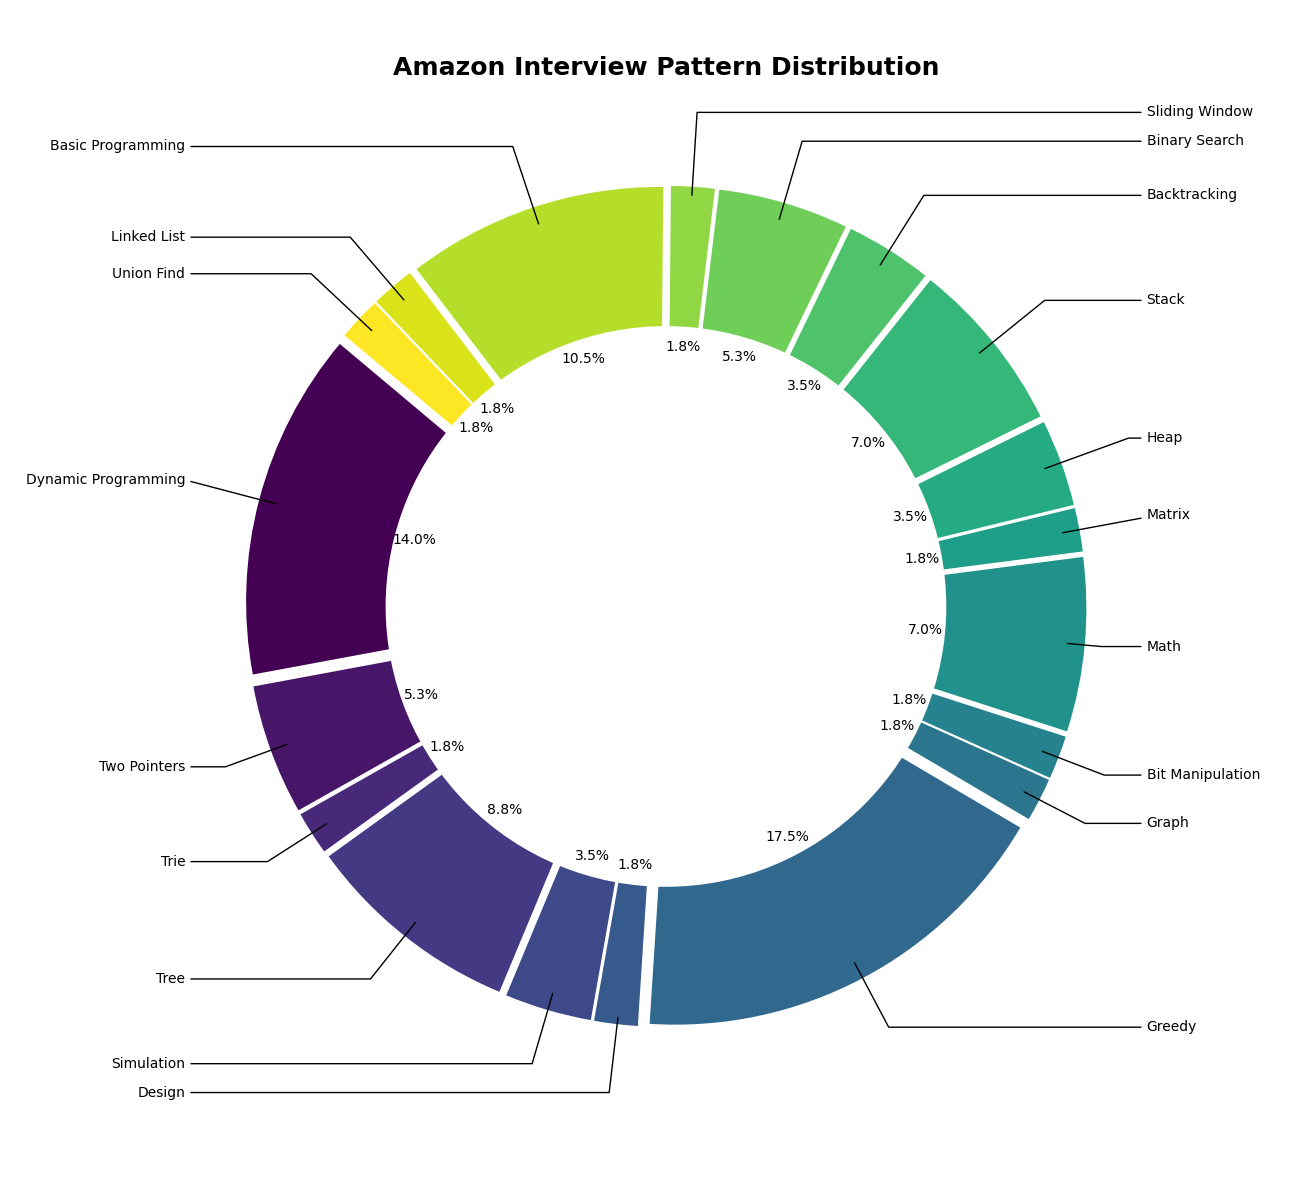 Amazon Interview Pattern Distribution
Sliding Window
Binary Search
Basic Programming
Backtracking
Linked List
Union Find
Stack
1.8%
5.3%
10.5%
3.5%
1.8%
1.8%
7.0%
Heap
Dynamic Programming
3.5%
Matrix
14.0%
1.8%
7.0%
Math
5.3%
1.8%
1.8%
1.8%
Two Pointers
Bit Manipulation
8.8%
Graph
17.5%
3.5%
1.8%
Trie
Tree
Greedy
Simulation
Design